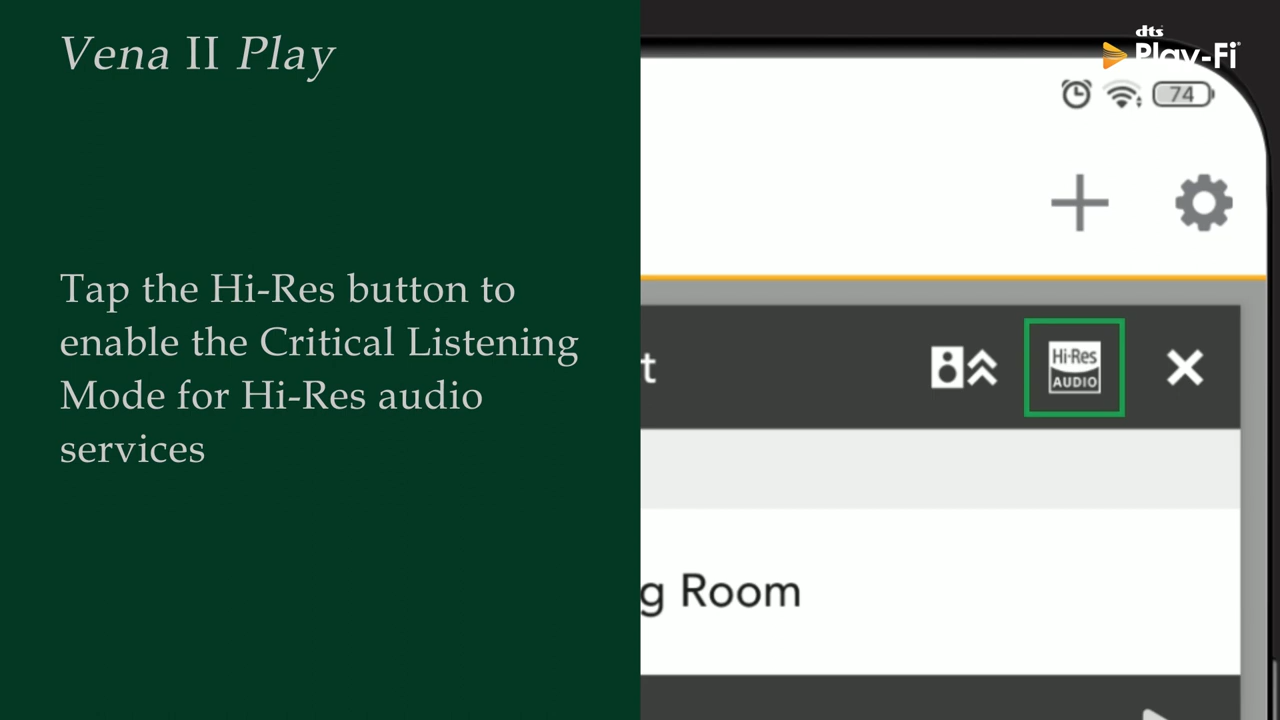 Vena II Play
dts
Play-Fi
74
Tap the Hi-Res button to
enable the Critical Listening
Mode for Hi-Res audio
services
t
Hi-Res
AUDIO
g Room